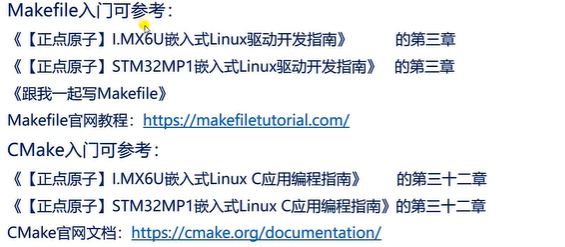 Makefile入门可参考：
《【正点原子】I.MX6U嵌入式Linux驱动开发指南》 的第三章
《【正点原子】STM32MP1嵌入式Linux驱动开发指南》 的第三章
《跟我一起写Makefile》
Makefile官网教程：https://makefiletutorial.com/
CMake入门可参考：
《【正点原子】I.MX6U嵌入式Linux C应用编程指南》 的第三十二章
《【正点原子】STM32MP1嵌入式Linux C应用编程指南》的第三十二章
CMake官网文档：https://cmake.org/documentation/